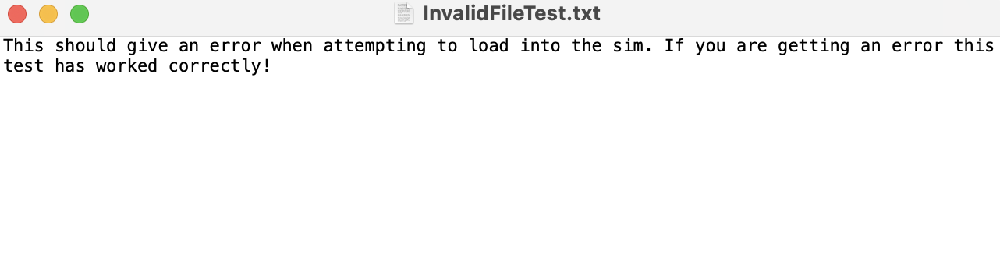 InvalidFileTest.txt
This should give an error when attempting to load into the sim. If you are getting an error this
test has worked correctly!